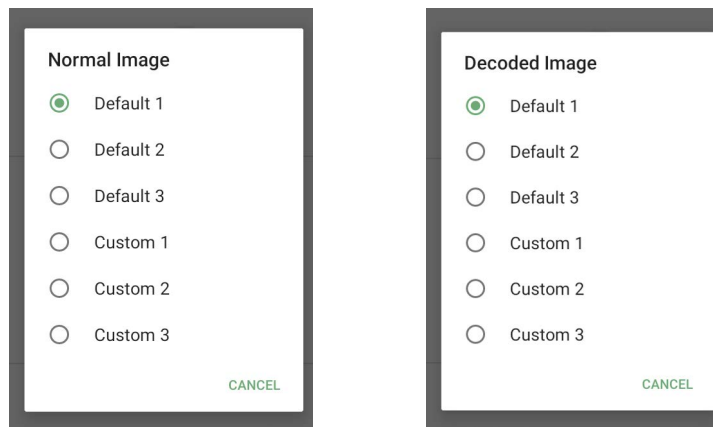 Normal Image
Default 1
Default 2
Default 3
Custom 1
Custom 2
Custom 3
CANCEL
Decoded Image
Default 1
Default 2
Default 3
Custom 1
Custom 2
Custom 3
CANCEL